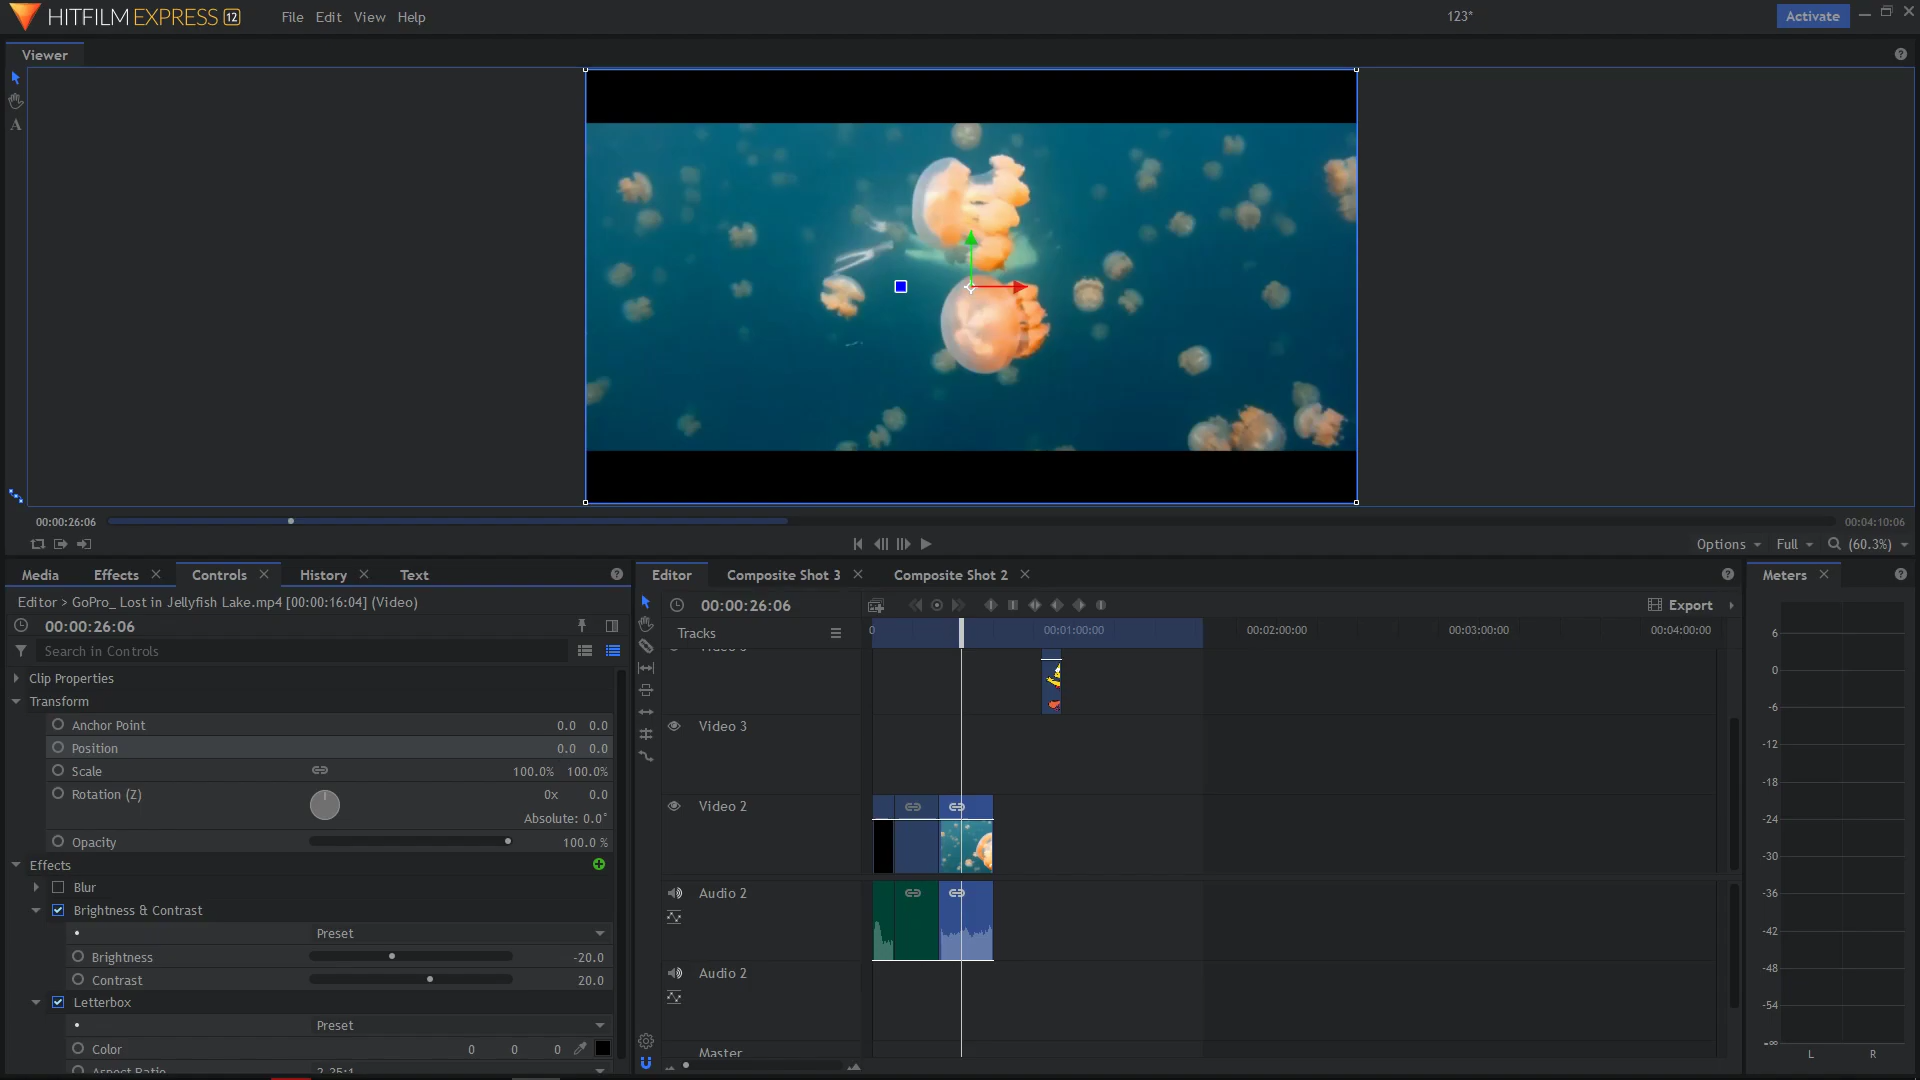 HITFILM EXPRESS 12 File Edit View Help 123* Activate
Viewer
A
00:00:26:06 00:04:10:06
Options Full (60.3%)
Media Effects Controls History Text
Editor > GoPro_ Lost in Jellyfish Lake.mp4 [00:00:16:04] (Video)
00:00:26:06
Search in Controls
Clip Properties
Transform
Anchor Point 0.0 0.0
Position 0.0 0.0
Scale 100.0% 100.0%
Rotation (Z) 0x 0.0
Absolute: 0.0°
Opacity 100.0 %
Effects
Blur
Brightness & Contrast
Preset
Brightness -20.0
Contrast 20.0
Letterbox
Preset
Color 0 0 0
Aspect Ratio 2.35:1
Editor Composite Shot 3 Composite Shot 2
00:00:26:06 Export
Tracks 0 00:01:00:00 00:02:00:00 00:03:00:00 00:04:00:00
Video 3
Video 2
Audio 2
Audio 2
Master
Meters
6
0
-6
-12
-18
-24
-30
-36
-42
-48
-54
-∞
L R